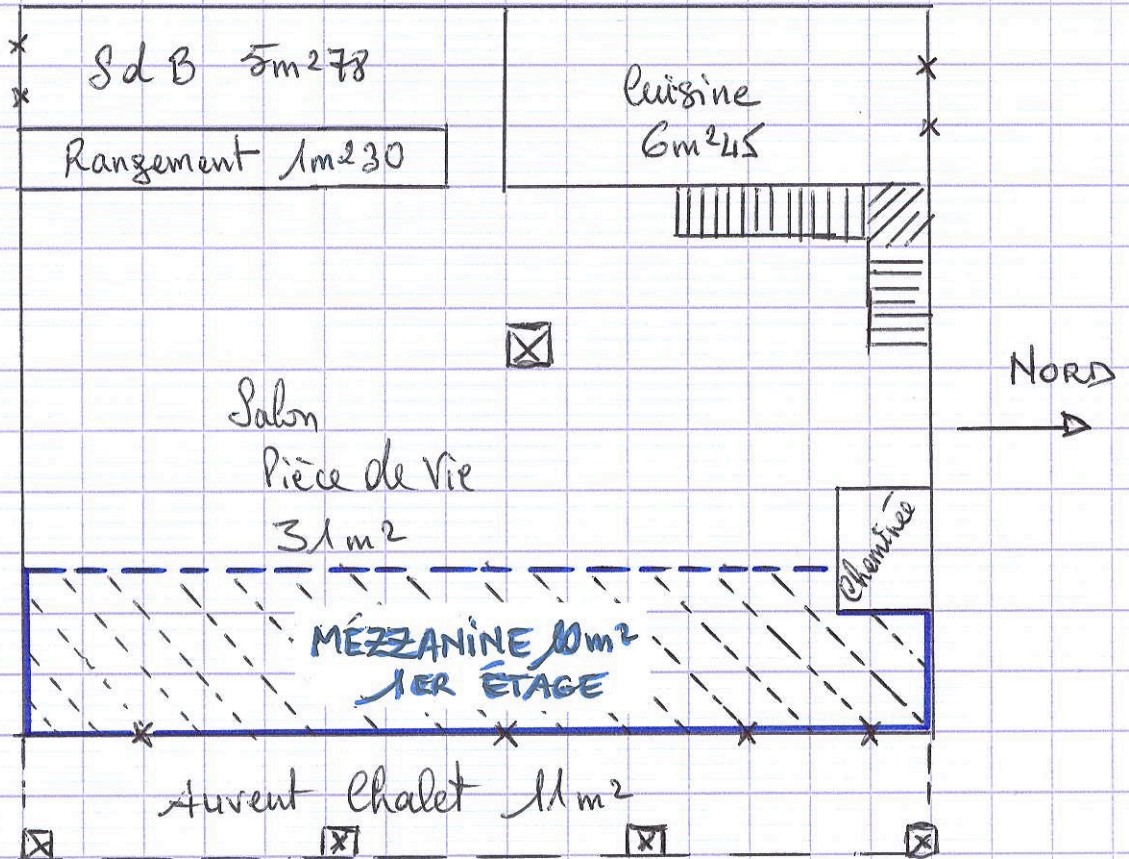 SdB 5m²78
Cuisine
6m²45
Rangement 1m²30
NORD
Salon
Pièce de Vie
31m²
Cheminée
MÉZZANINE 10m²
1ER ÉTAGE
Auvent Chalet 11m²